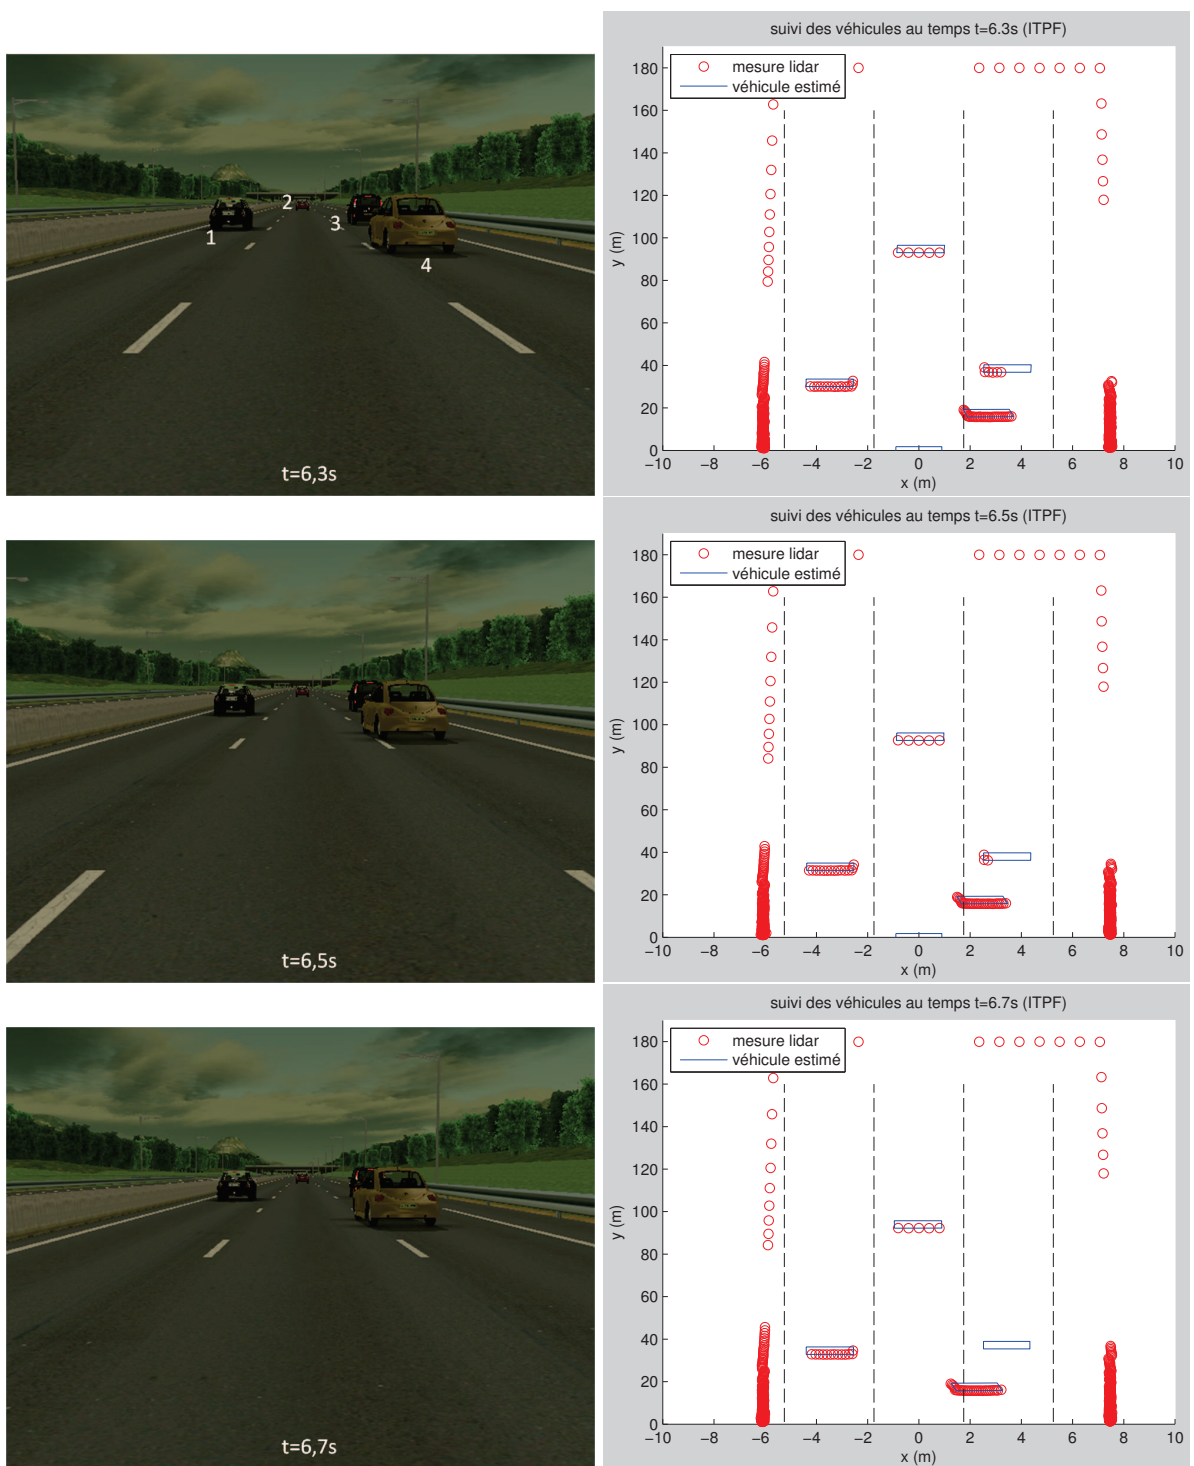 1
2
3
4
t=6,3s
suivi des véhicules au temps t=6.3s (ITPF)
mesure lidar
véhicule estimé
180
160
140
120
100
80
60
40
20
0
y (m)
−10 −8 −6 −4 −2 0 2 4 6 8 10
x (m)
t=6,5s
suivi des véhicules au temps t=6.5s (ITPF)
mesure lidar
véhicule estimé
180
160
140
120
100
80
60
40
20
0
y (m)
−10 −8 −6 −4 −2 0 2 4 6 8 10
x (m)
t=6,7s
suivi des véhicules au temps t=6.7s (ITPF)
mesure lidar
véhicule estimé
180
160
140
120
100
80
60
40
20
0
y (m)
−10 −8 −6 −4 −2 0 2 4 6 8 10
x (m)